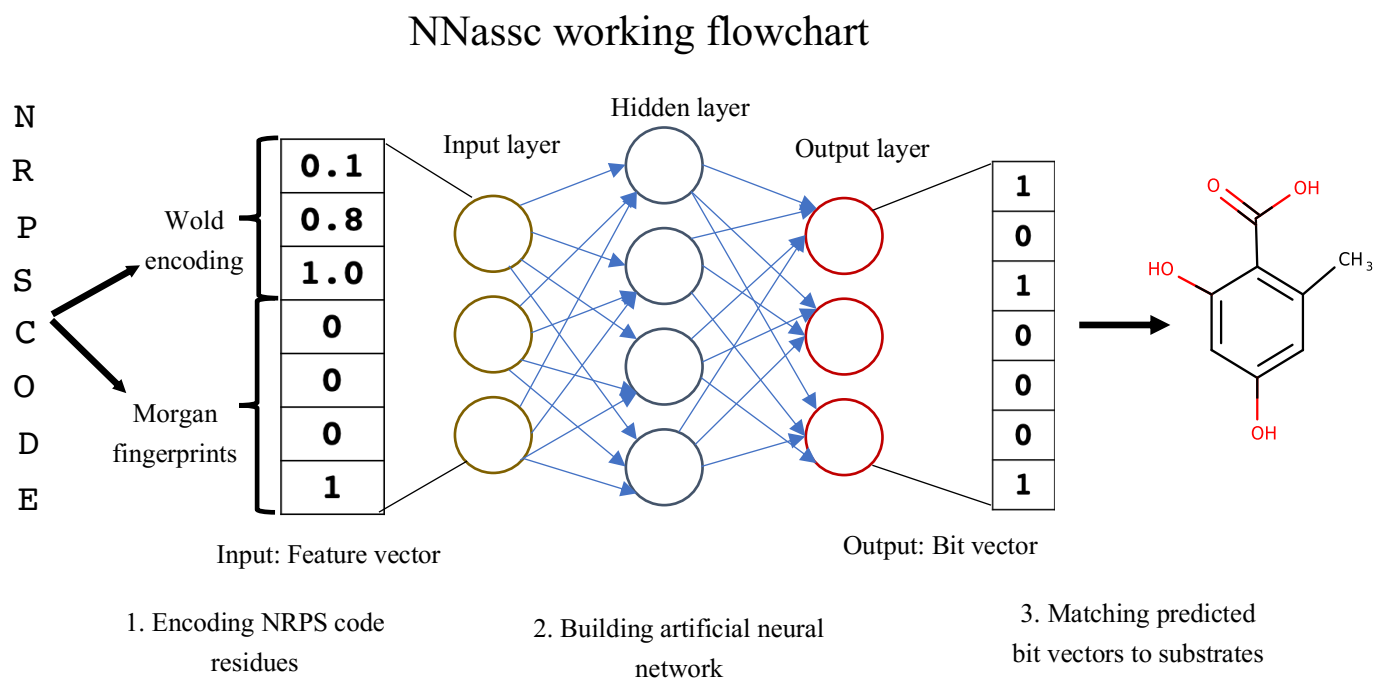 NNassc working flowchart
N
R
P
S
C
O
D
E
Wold
encoding
Morgan
fingerprints
0.1
0.8
1.0
0
0
0
1
Input: Feature vector
Input layer
Hidden layer
Output layer
1
0
1
0
0
0
1
Output: Bit vector
O
OH
HO
CH3
OH
1. Encoding NRPS code
residues
2. Building artificial neural
network
3. Matching predicted
bit vectors to substrates